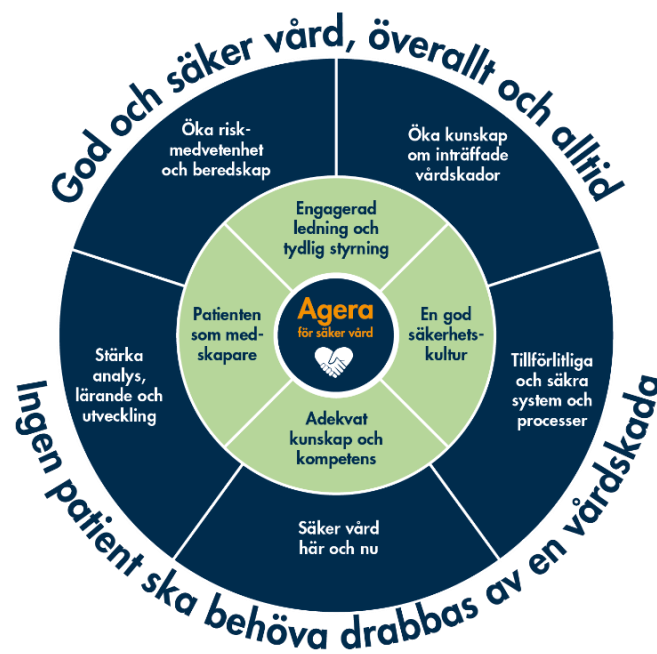 God och säker vård, överallt och alltid
Öka risk-
medvetenhet
och beredskap
Öka kunskap
om inträffade
vårdskador
Engagerad
ledning och
tydlig styrning
Patienten
som med-
skapare
Agera
för säker vård
En god
säkerhets-
kultur
Stärka
analys,
lärande och
utveckling
Tillförlitliga
och säkra
system och
processer
Adekvat
kunskap och
kompetens
Säker vård
här och nu
Ingen patient ska behöva drabbas av en vårdskada